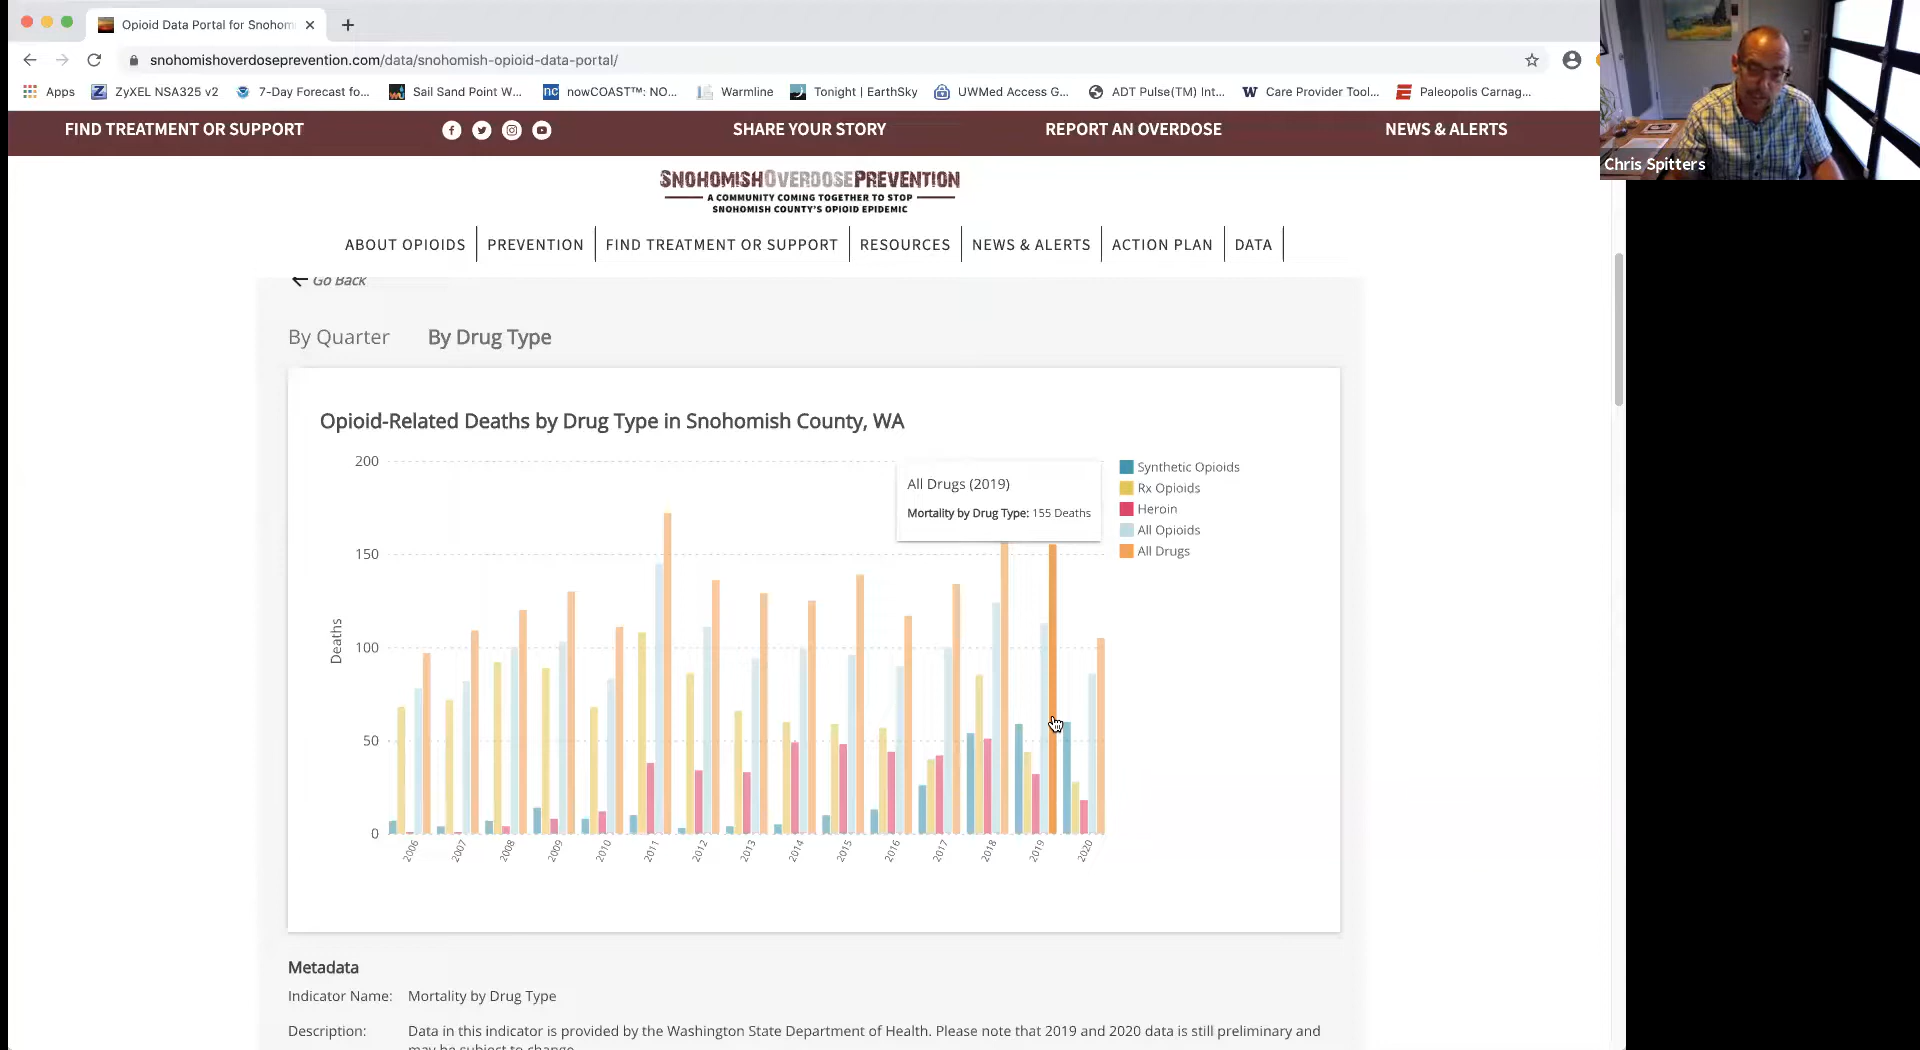 Opioid Data Portal for Snohom
snohomishoverdoseprevention.com/data/snohomish-opioid-data-portal/
Apps ZyXEL NSA325 v2 7-Day Forecast fo... Sail Sand Point W... nowCOAST™: NO... Warmline Tonight | EarthSky UWMed Access G... ADT Pulse(TM) Int... Care Provider Tool... Paleopolis Carnag...
FIND TREATMENT OR SUPPORT SHARE YOUR STORY REPORT AN OVERDOSE NEWS & ALERTS
Chris Spitters
SNOHOMISHOVERDOSEPREVENTION
A COMMUNITY COMING TOGETHER TO STOP
SNOHOMISH COUNTY'S OPIOID EPIDEMIC
ABOUT OPIOIDS PREVENTION FIND TREATMENT OR SUPPORT RESOURCES NEWS & ALERTS ACTION PLAN DATA
Go Back
By Quarter By Drug Type
Opioid-Related Deaths by Drug Type in Snohomish County, WA
200
150
100
50
0
Deaths
All Drugs (2019)
Mortality by Drug Type: 155 Deaths
Synthetic Opioids
Rx Opioids
Heroin
All Opioids
All Drugs
2006 2007 2008 2009 2010 2011 2012 2013 2014 2015 2016 2017 2018 2019 2020
Metadata
Indicator Name: Mortality by Drug Type
Description: Data in this indicator is provided by the Washington State Department of Health. Please note that 2019 and 2020 data is still preliminary and
may be subject to change